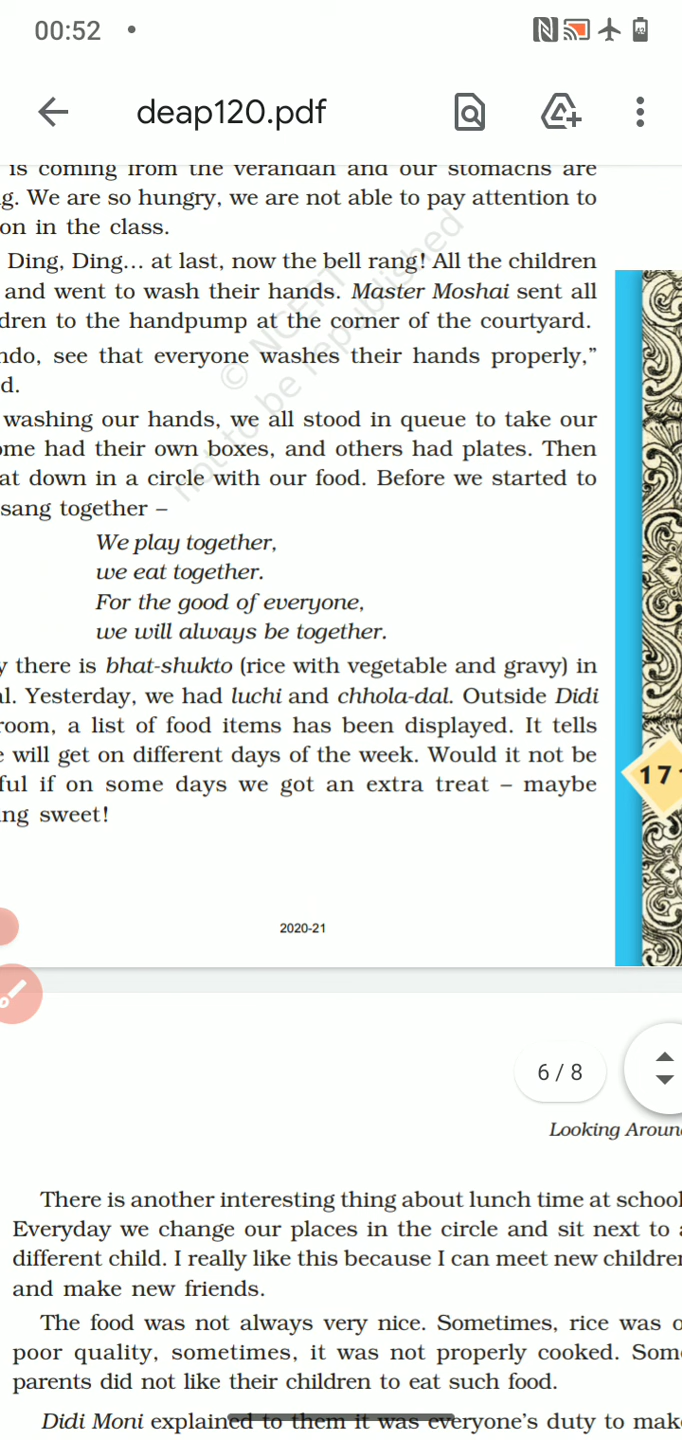 00:52
deap120.pdf
is coming from the verandah and our stomachs are
g. We are so hungry, we are not able to pay attention to
on in the class.
Ding, Ding... at last, now the bell rang! All the children
and went to wash their hands. Master Moshai sent all
dren to the handpump at the corner of the courtyard.
ndo, see that everyone washes their hands properly,”
d.
washing our hands, we all stood in queue to take our
ome had their own boxes, and others had plates. Then
at down in a circle with our food. Before we started to
sang together –
We play together,
we eat together.
For the good of everyone,
we will always be together.
y there is bhat-shukto (rice with vegetable and gravy) in
al. Yesterday, we had luchi and chhola-dal. Outside Didi
room, a list of food items has been displayed. It tells
e will get on different days of the week. Would it not be
ful if on some days we got an extra treat – maybe
ng sweet!
17
© NCERT
not to be republished
2020-21
6 / 8
Looking Aroun
There is another interesting thing about lunch time at school
Everyday we change our places in the circle and sit next to a
different child. I really like this because I can meet new children
and make new friends.
The food was not always very nice. Sometimes, rice was o
poor quality, sometimes, it was not properly cooked. Som
parents did not like their children to eat such food.
Didi Moni explained to them it was everyone’s duty to mak